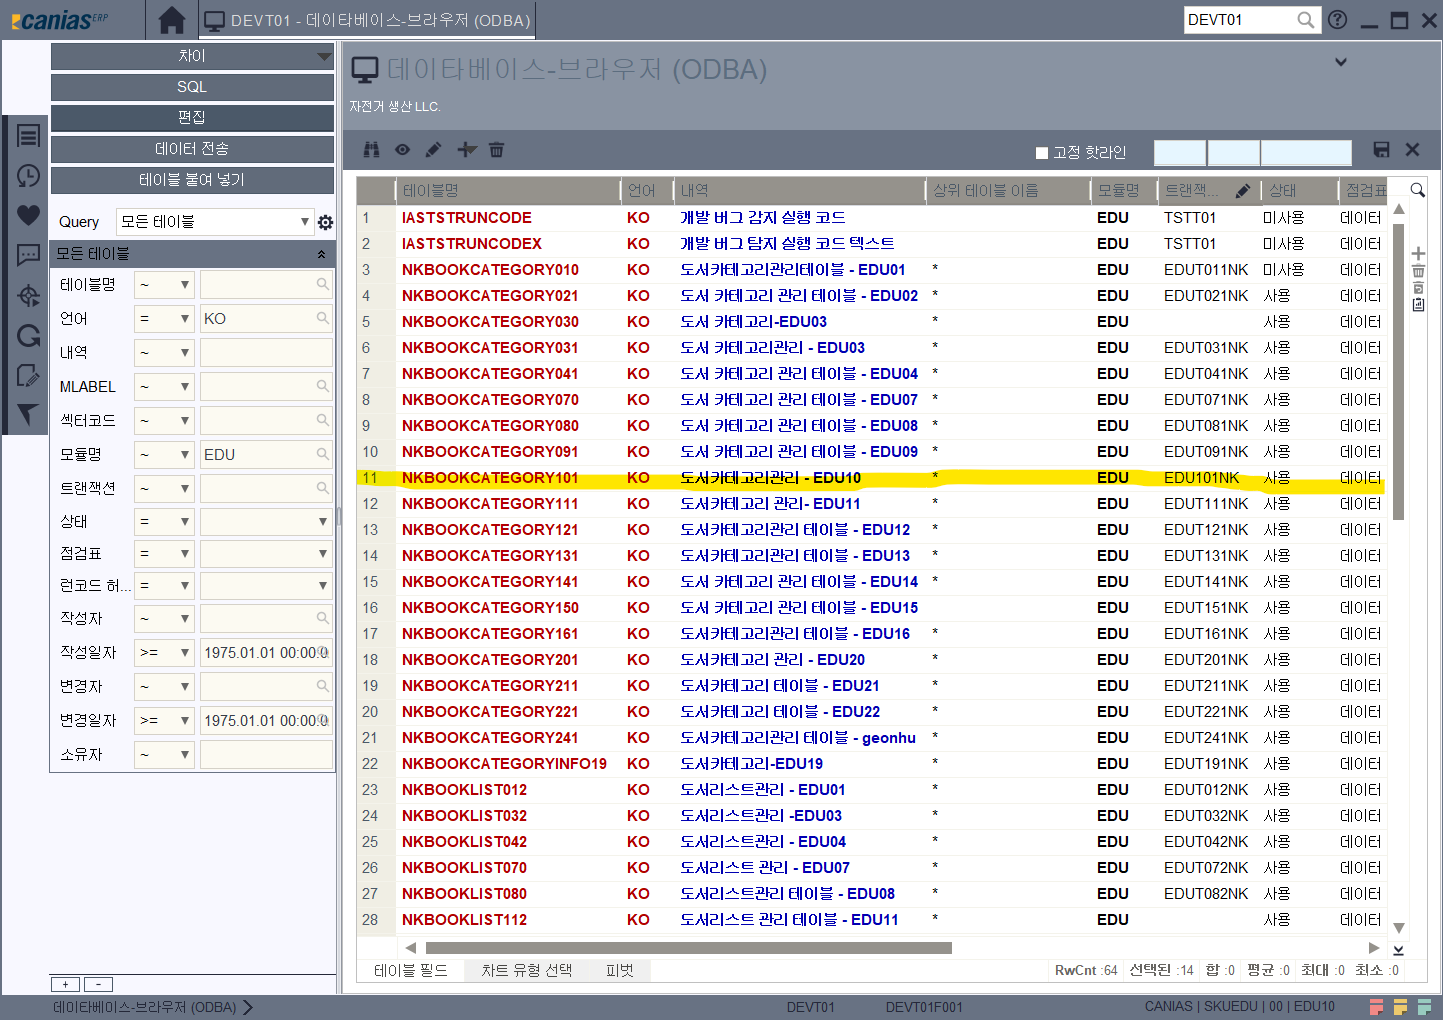 canias ERP
DEVT01 - 데이타베이스-브라우저 (ODBA)
DEVT01
차이
SQL
편집
데이터 전송
테이블 붙여 넣기
Query 모든 테이블
모든 테이블
테이블명 ~
언어 = KO
내역 ~
MLABEL ~
섹터코드 ~
모듈명 ~ EDU
트랜잭션 ~
상태 =
점검표 =
런코드 허... =
작성자 ~
작성일자 >= 1975.01.01 00:00:0
변경자 ~
변경일자 >= 1975.01.01 00:00:0
소유자 ~
+ -
데이타베이스-브라우저 (ODBA)
자전거 생산 LLC.
고정 핫라인
테이블명 언어 내역 상위 테이블 이름 모듈명 트랜잭... 상태 점검표
1 IASTSTRUNCODE KO 개발 버그 감지 실행 코드 EDU TSTT01 미사용 데이터
2 IASTSTRUNCODEX KO 개발 버그 탐지 실행 코드 텍스트 EDU TSTT01 미사용 데이터
3 NKBOOKCATEGORY010 KO 도서카테고리관리테이블 - EDU01 * EDU EDUT011NK 미사용 데이터
4 NKBOOKCATEGORY021 KO 도서 카테고리 관리 테이블 - EDU02 * EDU EDUT021NK 사용 데이터
5 NKBOOKCATEGORY030 KO 도서 카테고리-EDU03 * EDU 사용 데이터
6 NKBOOKCATEGORY031 KO 도서 카테고리관리 - EDU03 * EDU EDUT031NK 사용 데이터
7 NKBOOKCATEGORY041 KO 도서 카테고리 관리 테이블 - EDU04 * EDU EDUT041NK 사용 데이터
8 NKBOOKCATEGORY070 KO 도서 카테고리 관리 테이블 - EDU07 * EDU EDUT071NK 사용 데이터
9 NKBOOKCATEGORY080 KO 도서 카테고리 관리 테이블 - EDU08 * EDU EDUT081NK 사용 데이터
10 NKBOOKCATEGORY091 KO 도서 카테고리 관리 테이블 - EDU09 * EDU EDUT091NK 사용 데이터
11 NKBOOKCATEGORY101 KO 도서카테고리관리 - EDU10 * EDU EDU101NK 사용 데이터
12 NKBOOKCATEGORY111 KO 도서카테고리 관리- EDU11 * EDU EDUT111NK 사용 데이터
13 NKBOOKCATEGORY121 KO 도서카테고리관리 테이블 - EDU12 * EDU EDUT121NK 사용 데이터
14 NKBOOKCATEGORY131 KO 도서카테고리관리 테이블 - EDU13 * EDU EDUT131NK 사용 데이터
15 NKBOOKCATEGORY141 KO 도서 카테고리 관리 테이블 - EDU14 * EDU EDUT141NK 사용 데이터
16 NKBOOKCATEGORY150 KO 도서 카테고리 관리 테이블 - EDU15 EDU EDUT151NK 사용 데이터
17 NKBOOKCATEGORY161 KO 도서카테고리관리 테이블 - EDU16 * EDU EDUT161NK 사용 데이터
18 NKBOOKCATEGORY201 KO 도서카테고리 관리 - EDU20 * EDU EDUT201NK 사용 데이터
19 NKBOOKCATEGORY211 KO 도서카테고리 테이블 - EDU21 * EDU EDUT211NK 사용 데이터
20 NKBOOKCATEGORY221 KO 도서카테고리 테이블 - EDU22 * EDU EDUT221NK 사용 데이터
21 NKBOOKCATEGORY241 KO 도서카테고리관리 테이블 - geonhu * EDU EDUT241NK 사용 데이터
22 NKBOOKCATEGORYINFO19 KO 도서카테고리-EDU19 * EDU EDUT191NK 사용 데이터
23 NKBOOKLIST012 KO 도서리스트관리 - EDU01 * EDU EDUT012NK 사용 데이터
24 NKBOOKLIST032 KO 도서리스트관리 -EDU03 * EDU EDUT032NK 사용 데이터
25 NKBOOKLIST042 KO 도서리스트관리 - EDU04 * EDU EDUT042NK 사용 데이터
26 NKBOOKLIST070 KO 도서리스트 관리 - EDU07 * EDU EDUT072NK 사용 데이터
27 NKBOOKLIST080 KO 도서리스트관리 테이블 - EDU08 * EDU EDUT082NK 사용 데이터
28 NKBOOKLIST112 KO 도서리스트 관리 테이블 - EDU11 * EDU 사용 데이터
테이블 필드 차트 유형 선택 피벗
RwCnt :64 선택된 :14 합 :0 평균 :0 최대 :0 최소 :0
데이타베이스-브라우저 (ODBA) DEVT01 DEVT01F001 CANIAS | SKUEDU | 00 | EDU10